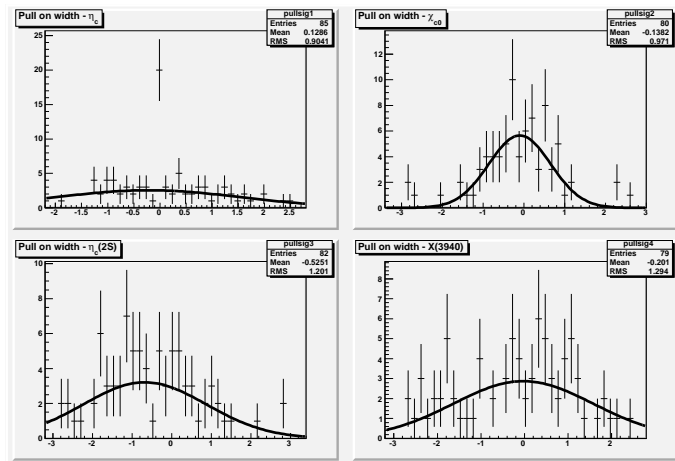 Pull on width - ηc
pullsig1
Entries 85
Mean 0.1286
RMS 0.9041
25
20
15
10
5
0
-2 -1.5 -1 -0.5 0 0.5 1 1.5 2 2.5
Pull on width - χc0
pullsig2
Entries 80
Mean -0.1382
RMS 0.971
12
10
8
6
4
2
0
-3 -2 -1 0 1 2 3
Pull on width - ηc(2S)
pullsig3
Entries 82
Mean -0.5251
RMS 1.201
10
8
6
4
2
0
-3 -2 -1 0 1 2 3
Pull on width - X(3940)
pullsig4
Entries 79
Mean -0.201
RMS 1.294
8
7
6
5
4
3
2
1
0
-3 -2 -1 0 1 2